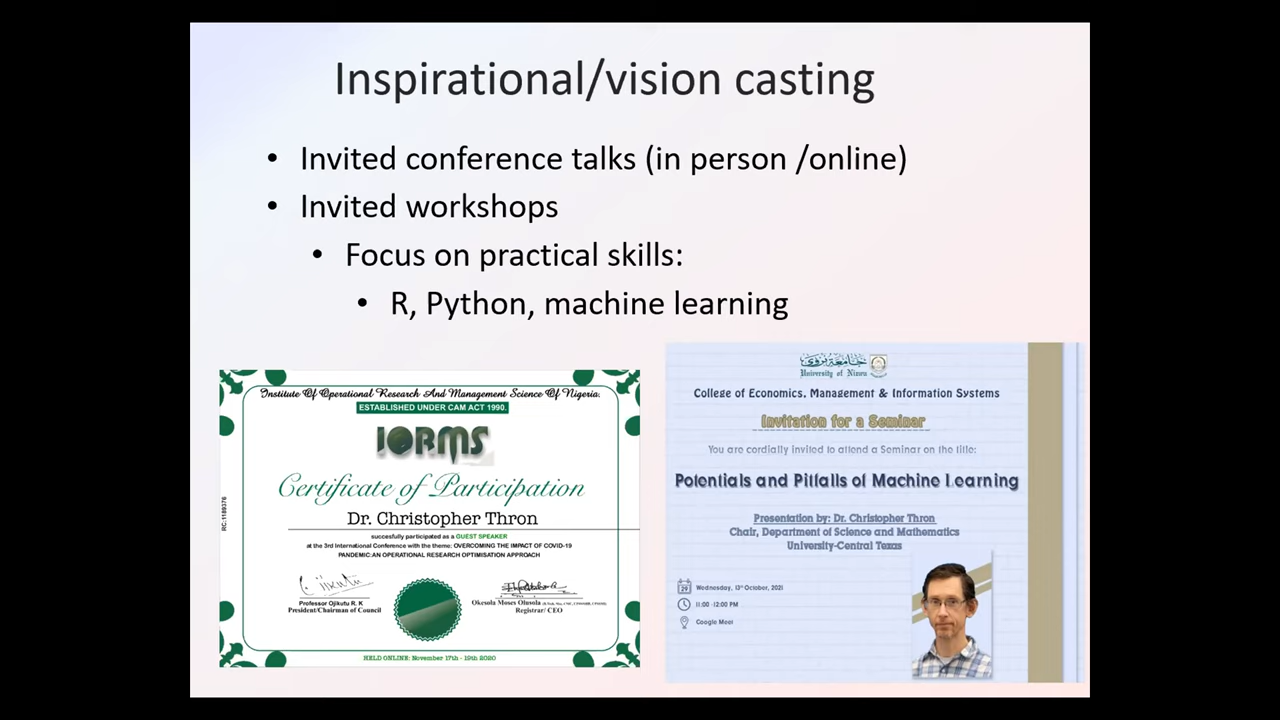 Inspirational/vision casting
• Invited conference talks (in person /online)
• Invited workshops
• Focus on practical skills:
• R, Python, machine learning
Institute Of Operational Research And Management Science Of Nigeria.
ESTABLISHED UNDER CAM ACT 1990.
IORMS
Certificate of Participation
Dr. Christopher Thron
succesfully participated as a GUEST SPEAKER
at the 3rd International Conference with the theme: OVERCOMING THE IMPACT OF COVID-19
PANDEMIC:AN OPERATIONAL RESEARCH OPTIMISATION APPROACH
Professor Ojikutu R. K
President/Chairman of Council
Okesola Moses Olusola
Registrar/ CEO
HELD ONLINE: November 17th - 19th 2020
RC:1189376
جامعة نزوى
University of Nizwa
College of Economics, Management & Information Systems
Invitation for a Seminar
You are cordially invited to attend a Seminar on the title:
Potentials and Pitfalls of Machine Learning
Presentation by: Dr. Christopher Thron
Chair, Department of Science and Mathematics
University-Central Texas
Wednesday, 13th October, 2021
11:00 -12:00 PM
Google Meet